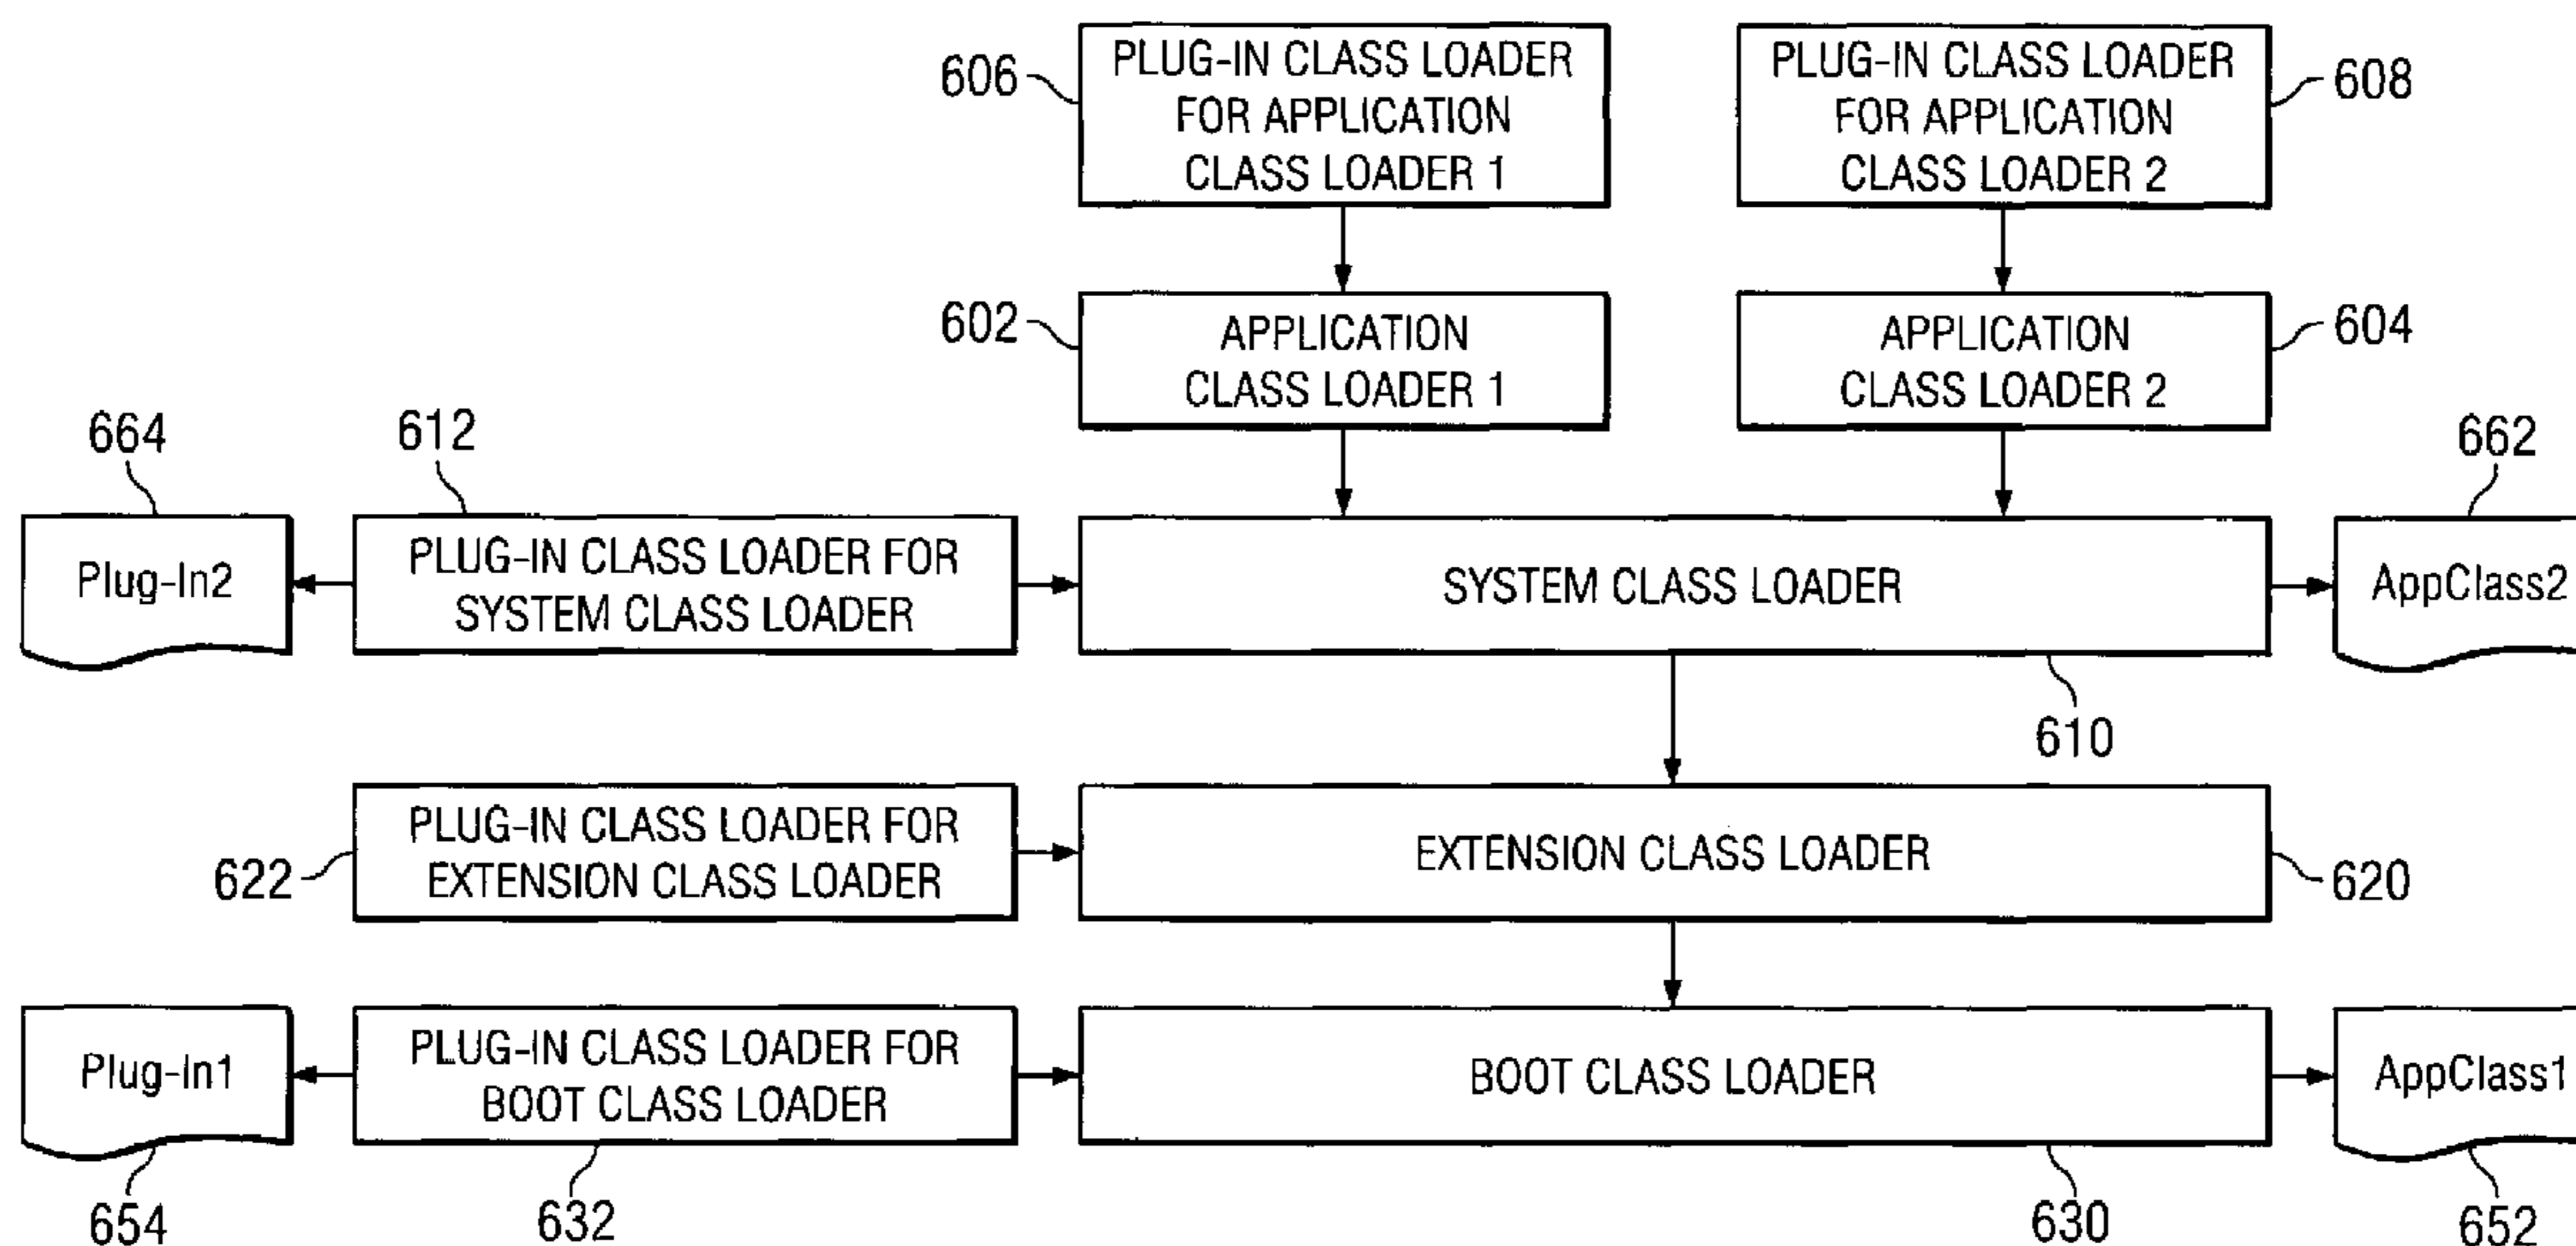 606
PLUG-IN CLASS LOADER
FOR APPLICATION
CLASS LOADER 1
PLUG-IN CLASS LOADER
FOR APPLICATION
CLASS LOADER 2
608
602
APPLICATION
CLASS LOADER 1
APPLICATION
CLASS LOADER 2
604
664
612
662
Plug-In2
PLUG-IN CLASS LOADER FOR
SYSTEM CLASS LOADER
SYSTEM CLASS LOADER
AppClass2
610
622
PLUG-IN CLASS LOADER FOR
EXTENSION CLASS LOADER
EXTENSION CLASS LOADER
620
Plug-In1
PLUG-IN CLASS LOADER FOR
BOOT CLASS LOADER
BOOT CLASS LOADER
AppClass1
654
632
630
652